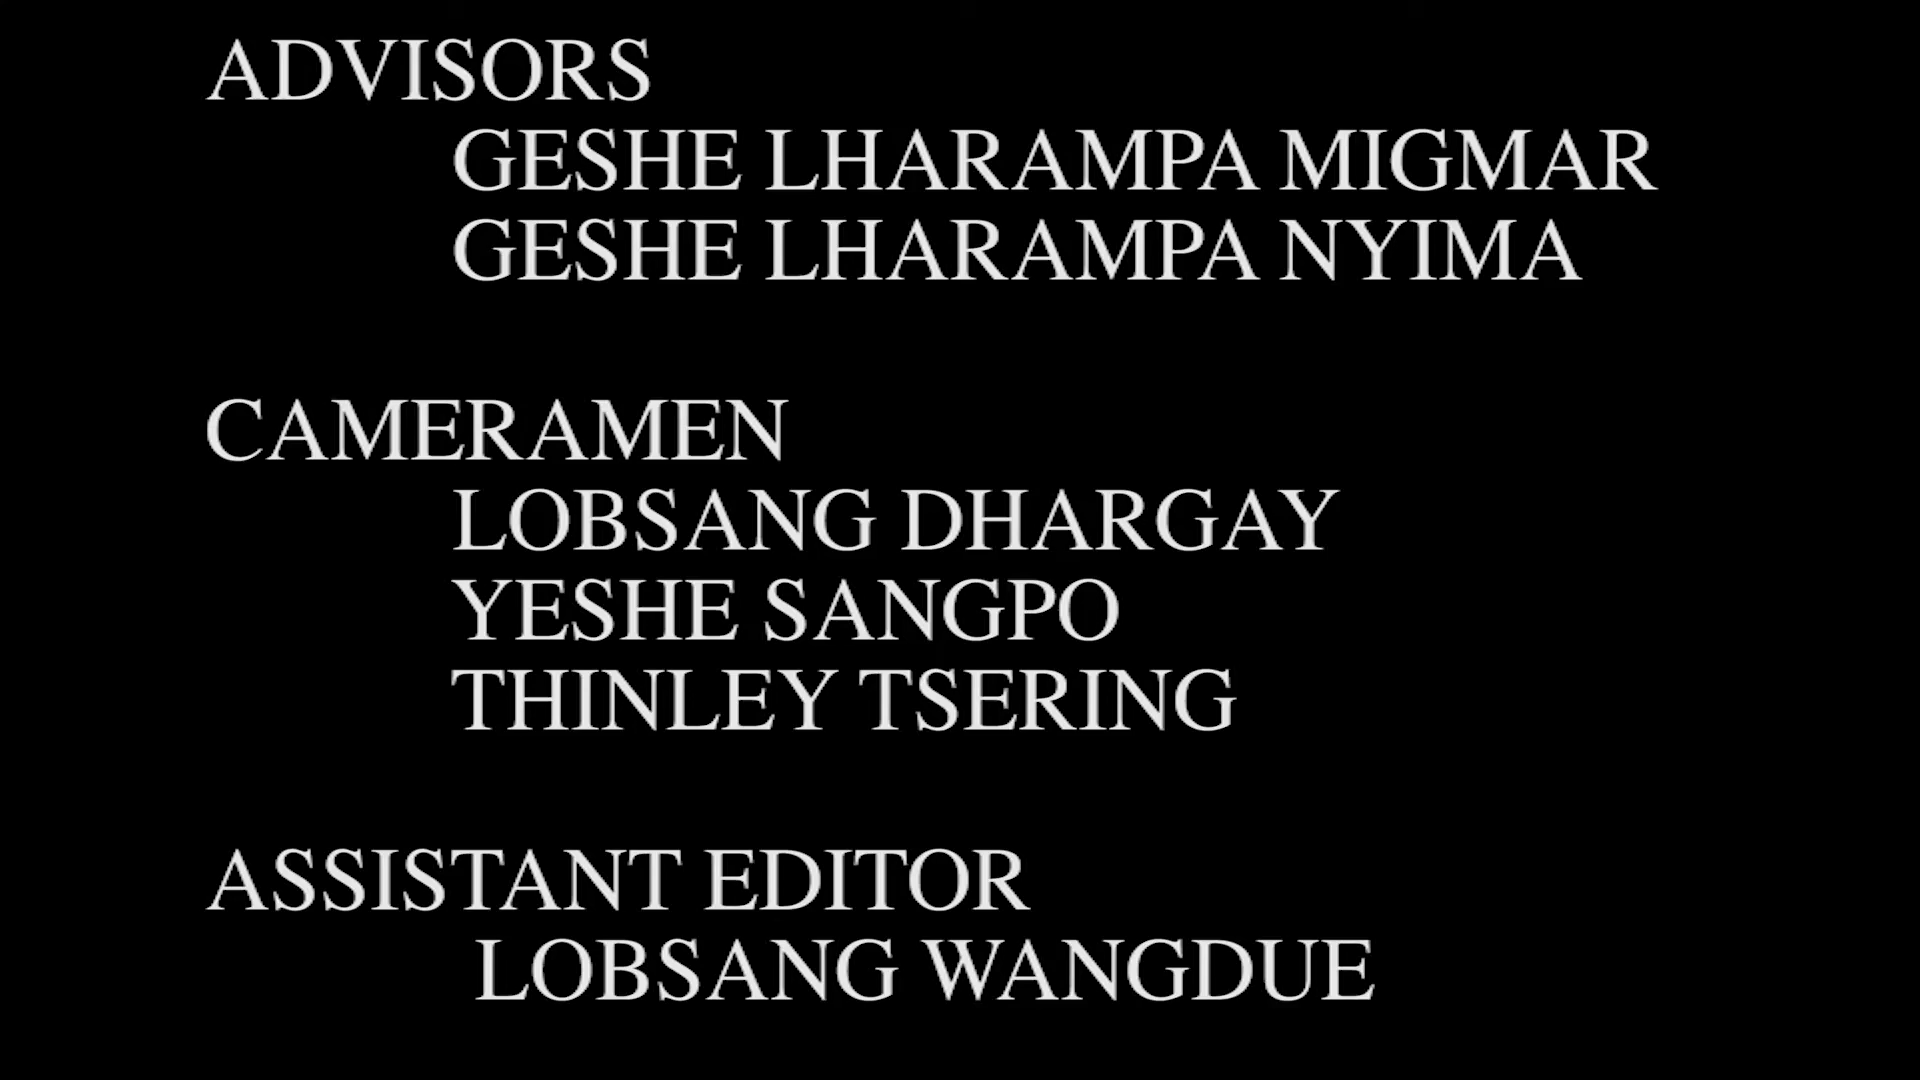 ADVISORS
GESHE LHARAMPA MIGMAR
GESHE LHARAMPA NYIMA
CAMERAMEN
LOBSANG DHARGAY
YESHE SANGPO
THINLEY TSERING
ASSISTANT EDITOR
LOBSANG WANGDUE